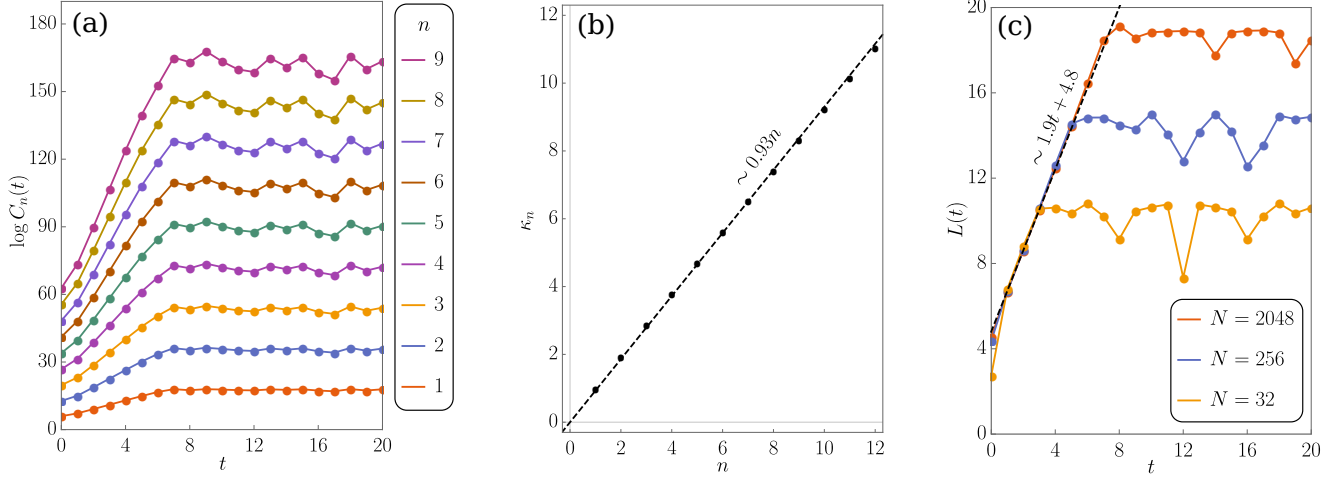 (a)
log C_n(t)
180
150
120
90
60
30
0
0 4 8 12 16 20
t
n
9
8
7
6
5
4
3
2
1
(b)
κ_n
12
10
8
6
4
2
0
0 2 4 6 8 10 12
n
~ 0.93n
(c)
L(t)
20
16
12
8
4
0
0 4 8 12 16 20
t
~ 1.9t + 4.8
N = 2048
N = 256
N = 32